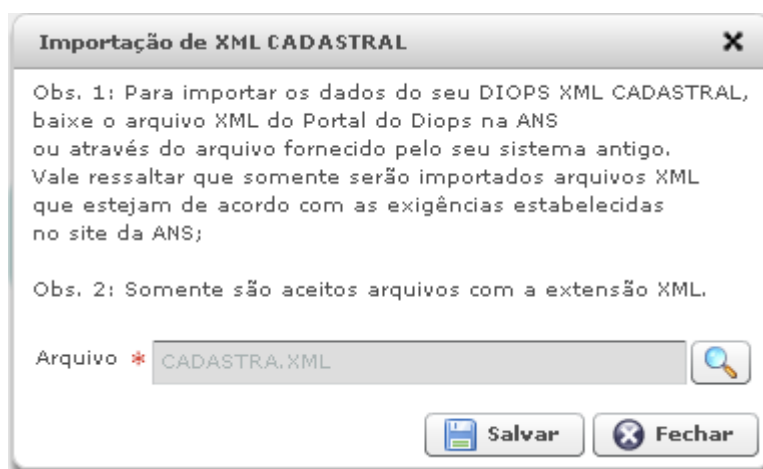 Importação de XML CADASTRAL
Obs. 1: Para importar os dados do seu DIOPS XML CADASTRAL,
baixe o arquivo XML do Portal do Diops na ANS
ou através do arquivo fornecido pelo seu sistema antigo.
Vale ressaltar que somente serão importados arquivos XML
que estejam de acordo com as exigências estabelecidas
no site da ANS;
Obs. 2: Somente são aceitos arquivos com a extensão XML.
Arquivo * CADASTRA.XML
Salvar Fechar